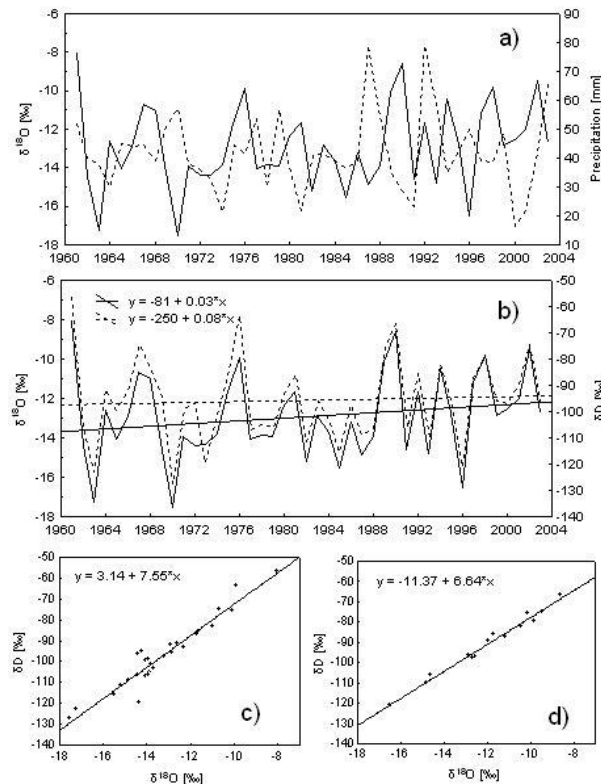 a)
-6
-8
-10
-12
-14
-16
-18
δ 18O [‰]
90
80
70
60
50
40
30
20
10
Precipitation [mm]
1960 1964 1968 1972 1976 1980 1984 1988 1992 1996 2000 2004
b)
y = -81 + 0.03*x
y = -250 + 0.08*x
-6
-8
-10
-12
-14
-16
-18
δ 18O [‰]
-50
-60
-70
-80
-90
-100
-110
-120
-130
-140
δD [‰]
1960 1964 1968 1972 1976 1980 1984 1988 1992 1996 2000 2004
y = 3.14 + 7.55*x
-50
-60
-70
-80
-90
-100
-110
-120
-130
-140
δD [‰]
c)
-18 -16 -14 -12 -10 -8
δ 18O [‰]
y = -11.37 + 6.64*x
-50
-60
-70
-80
-90
-100
-110
-120
-130
-140
δD [‰]
d)
-18 -16 -14 -12 -10 -8
δ 18O [‰]